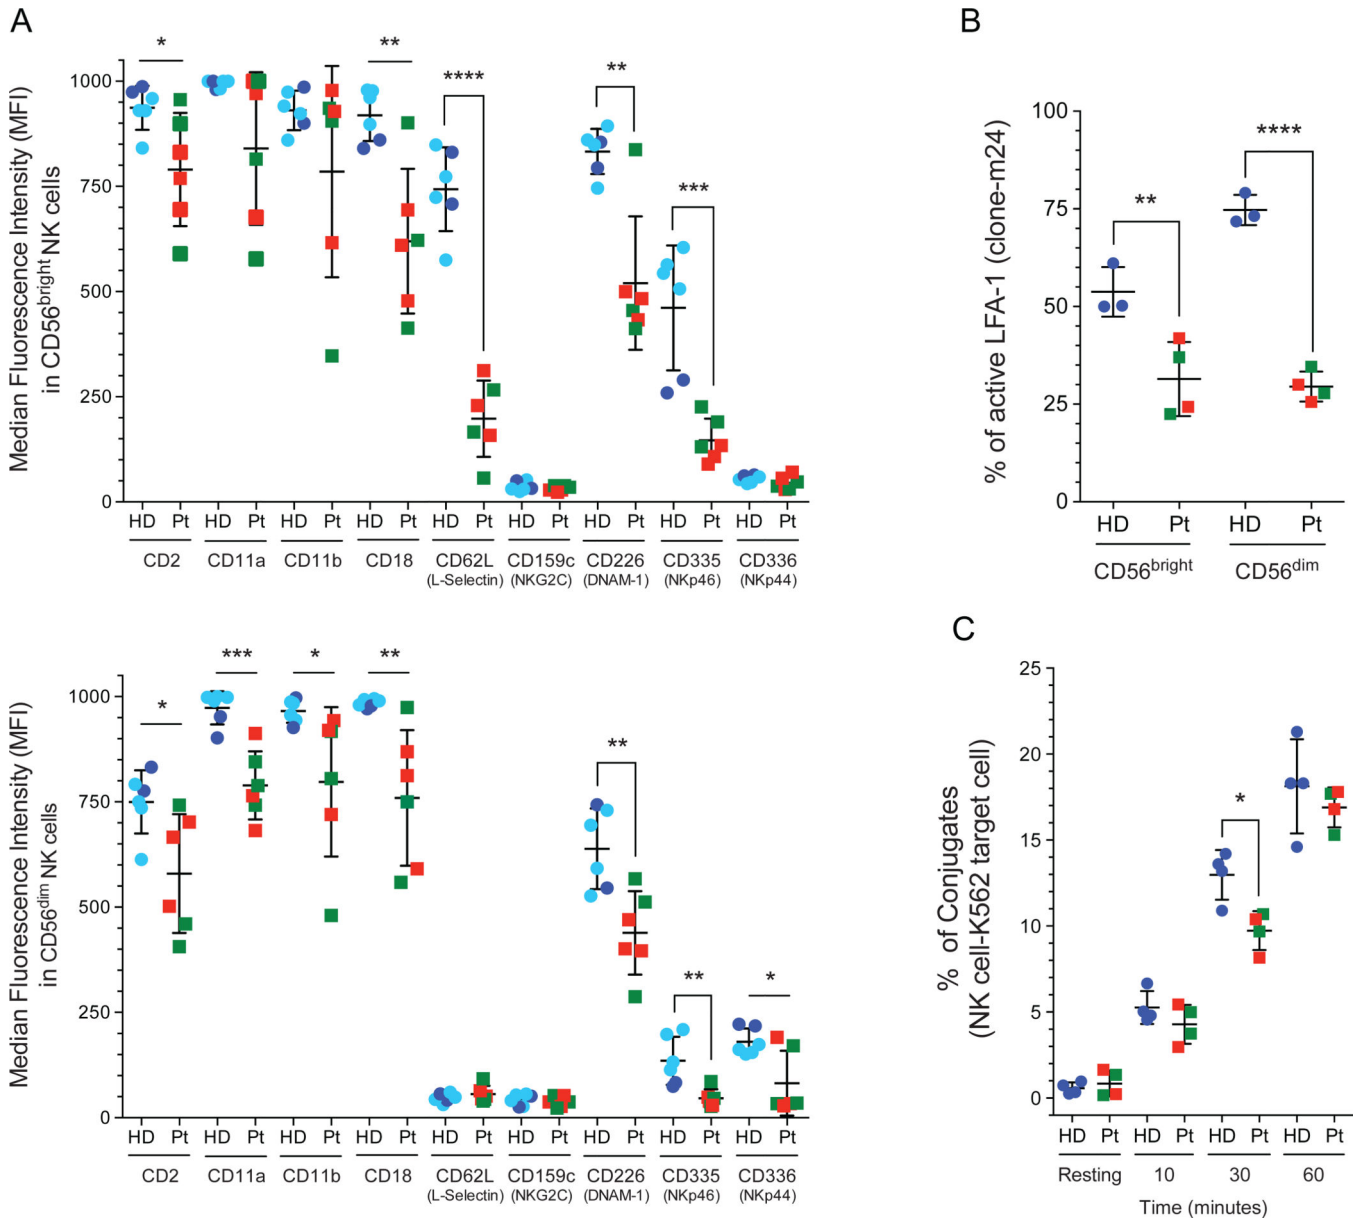 A
Median Fluorescence Intensity (MFI)
in CD56bright NK cells
1000
750
500
250
0
* ** **** ** ***
HD Pt HD Pt HD Pt HD Pt HD Pt HD Pt HD Pt HD Pt HD Pt
CD2 CD11a CD11b CD18 CD62L CD159c CD226 CD335 CD336
(L-Selectin) (NKG2C) (DNAM-1) (NKp46) (NKp44)
Median Fluorescence Intensity (MFI)
in CD56dim NK cells
1000
750
500
250
0
* *** * ** ** ** *
HD Pt HD Pt HD Pt HD Pt HD Pt HD Pt HD Pt HD Pt HD Pt
CD2 CD11a CD11b CD18 CD62L CD159c CD226 CD335 CD336
(L-Selectin) (NKG2C) (DNAM-1) (NKp46) (NKp44)
B
% of active LFA-1 (clone-m24)
100
75
50
25
0
** ****
HD Pt HD Pt
CD56bright CD56dim
C
% of Conjugates
(NK cell-K562 target cell)
25
20
15
10
5
0
*
HD Pt HD Pt HD Pt HD Pt
Resting 10 30 60
Time (minutes)